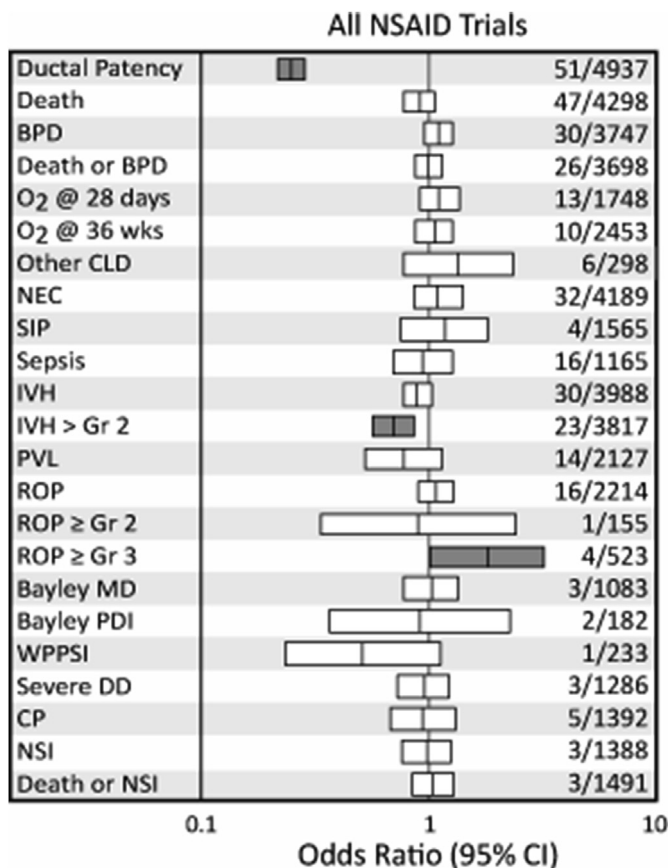 All NSAID Trials
Ductal Patency 51/4937
Death 47/4298
BPD 30/3747
Death or BPD 26/3698
O2 @ 28 days 13/1748
O2 @ 36 wks 10/2453
Other CLD 6/298
NEC 32/4189
SIP 4/1565
Sepsis 16/1165
IVH 30/3988
IVH > Gr 2 23/3817
PVL 14/2127
ROP 16/2214
ROP ≥ Gr 2 1/155
ROP ≥ Gr 3 4/523
Bayley MD 3/1083
Bayley PDI 2/182
WPPSI 1/233
Severe DD 3/1286
CP 5/1392
NSI 3/1388
Death or NSI 3/1491
0.1 1 10
Odds Ratio (95% CI)